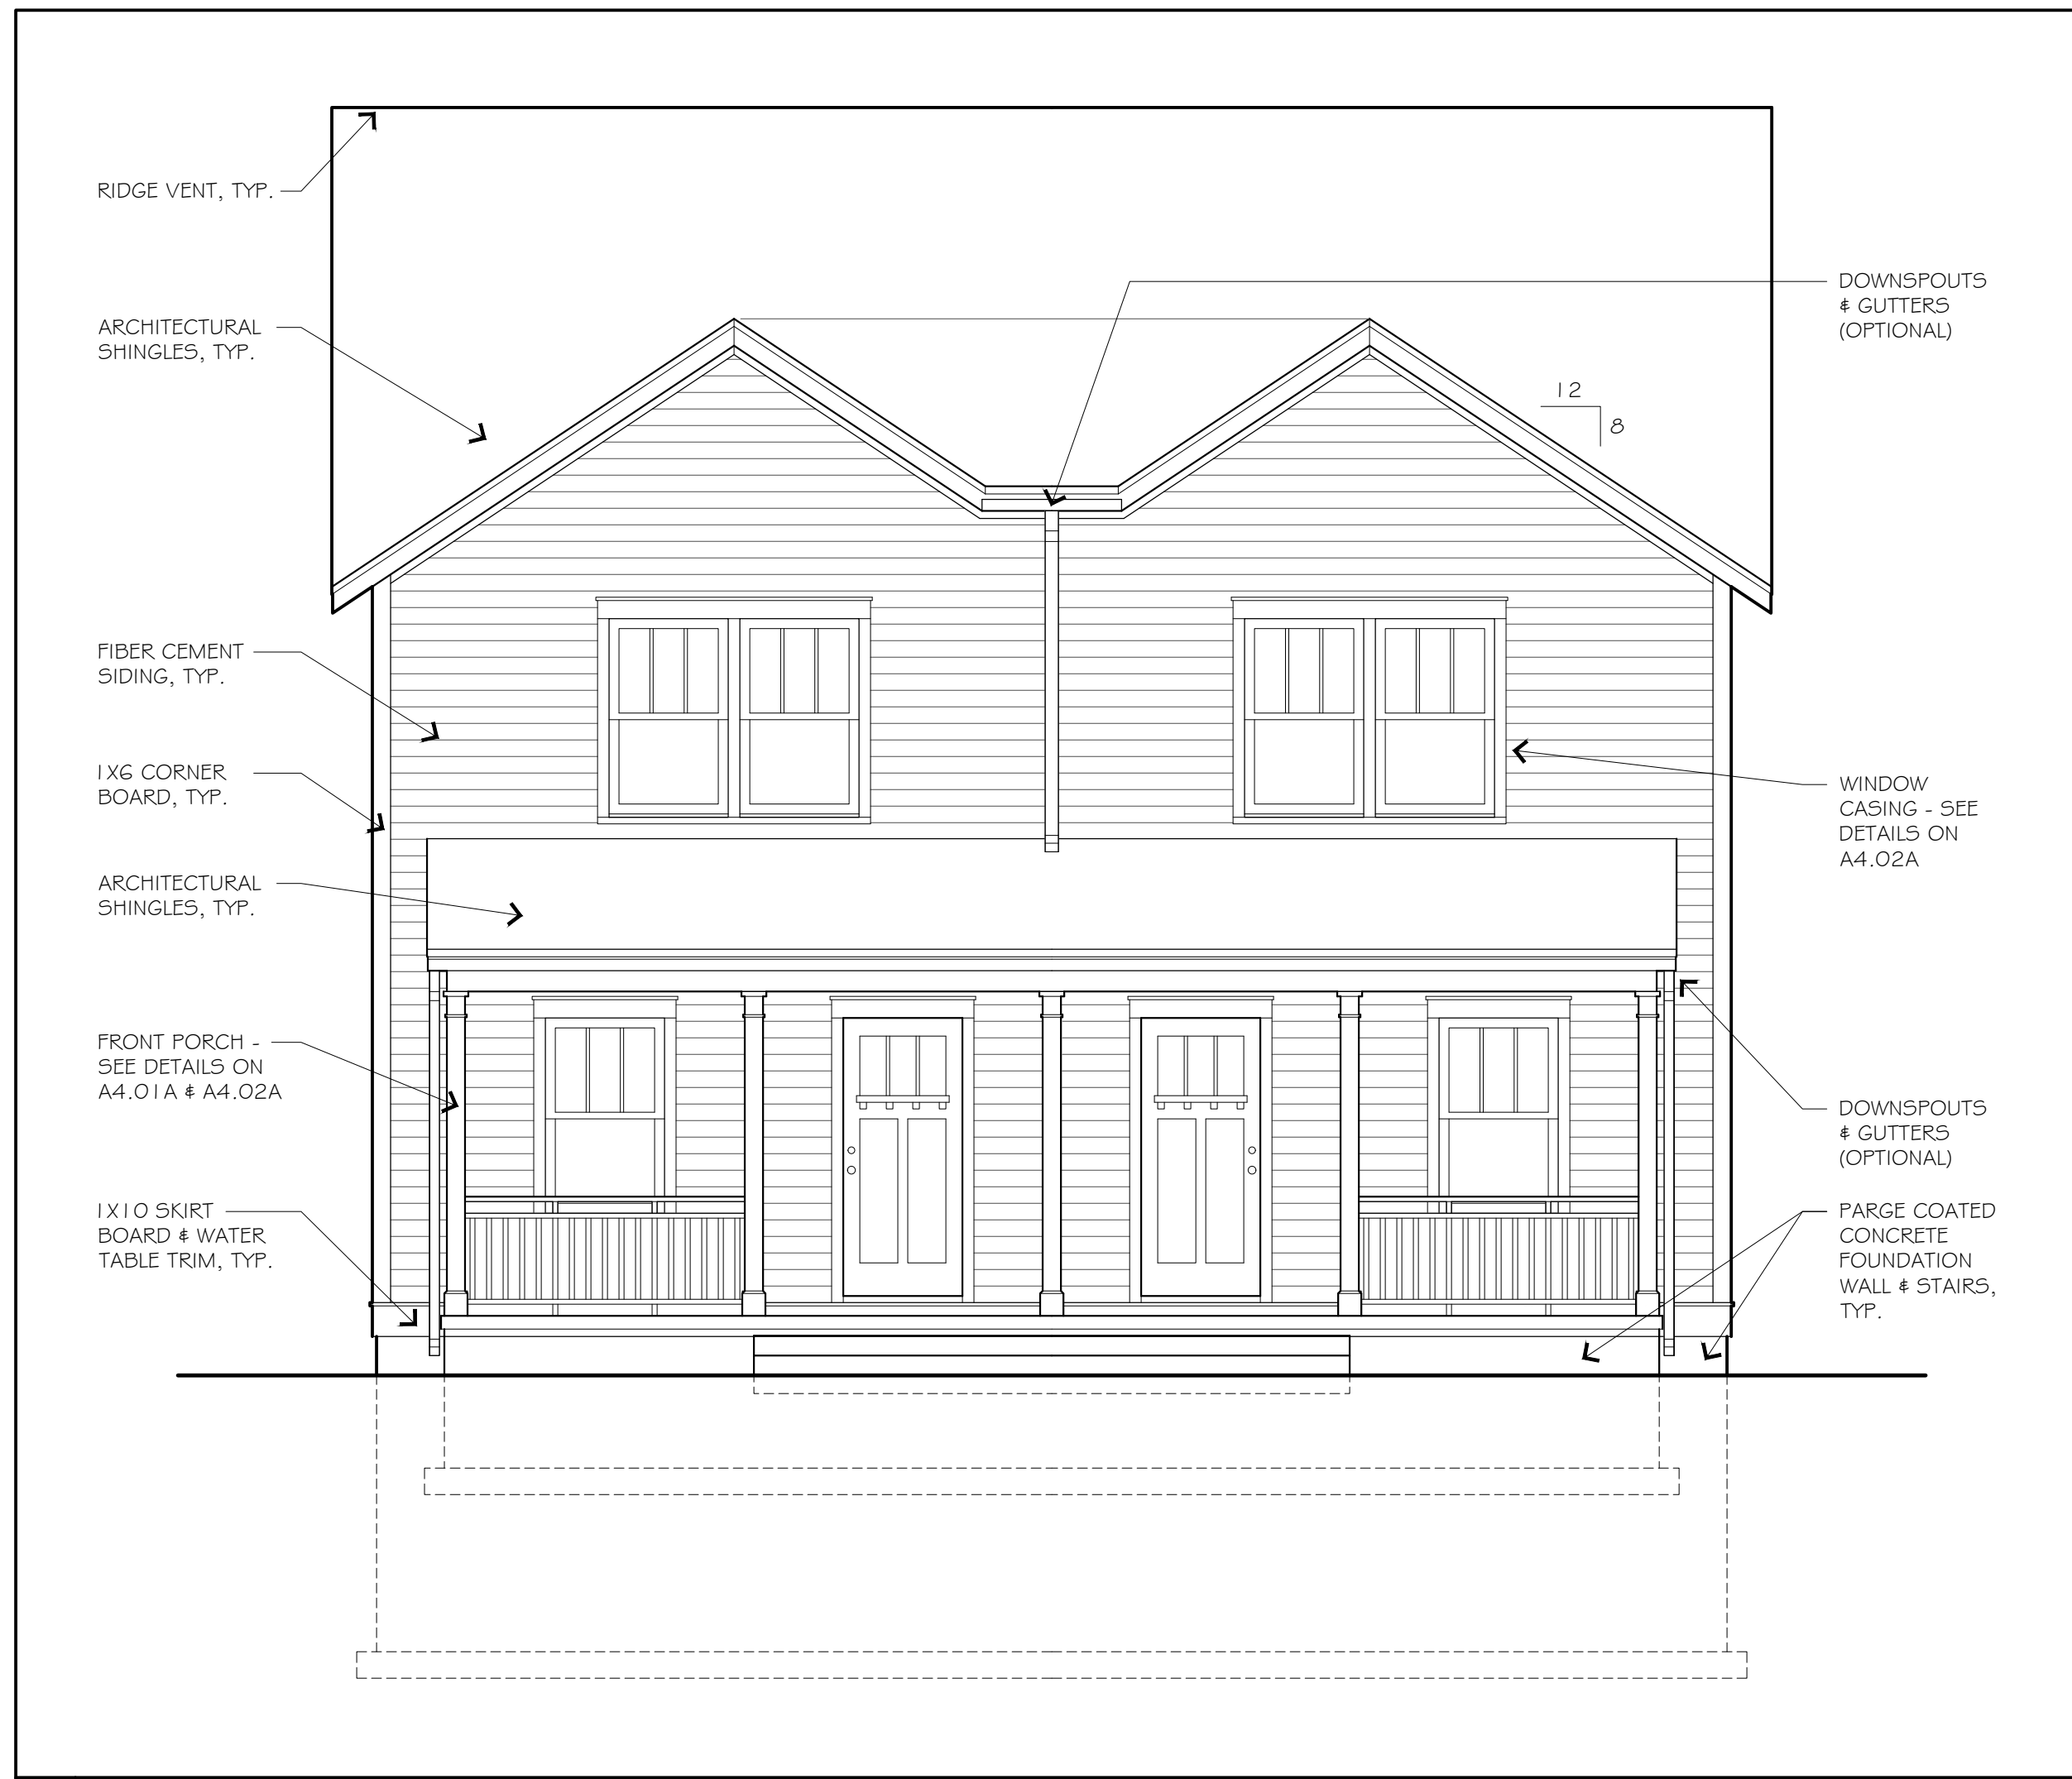 RIDGE VENT, TYP.
ARCHITECTURAL
SHINGLES, TYP.
FIBER CEMENT
SIDING, TYP.
1X6 CORNER
BOARD, TYP.
ARCHITECTURAL
SHINGLES, TYP.
FRONT PORCH -
SEE DETAILS ON
A4.01A & A4.02A
1X10 SKIRT
BOARD & WATER
TABLE TRIM, TYP.
DOWNSPOUTS
& GUTTERS
(OPTIONAL)
12
8
WINDOW
CASING - SEE
DETAILS ON
A4.02A
DOWNSPOUTS
& GUTTERS
(OPTIONAL)
PARGE COATED
CONCRETE
FOUNDATION
WALL & STAIRS,
TYP.